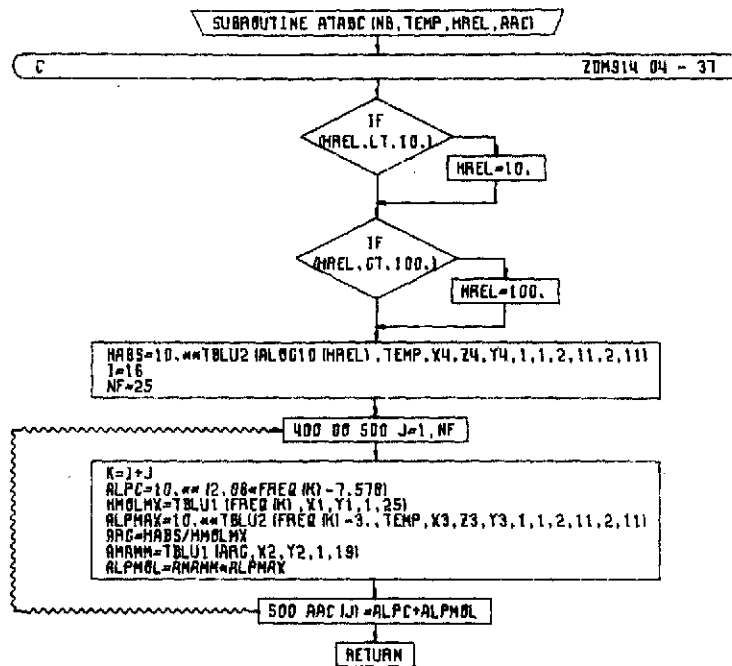 SUBROUTINE ATABC (NB, TEMP, HREL, AAC)
C ZDM914 04 - 37
IF
(HREL.LT.10.)
HREL=10.
IF
(HREL.GT.100.)
HREL=100.
HABS=10.**TBLU2 (ALOG10 (HREL), TEMP, X4, Z4, Y4, 1, 1, 2, 11, 2, 11)
I=16
NF=25
400 DO 500 J=1, NF
K=I+J
ALPC=10.** (2.08*FREQ (K) -7.578)
HMOLMX=TBLU1 (FREQ (K), X1, Y1, 1, 25)
ALPMAX=10.**TBLU2 (FREQ (K) -3., TEMP, X3, Z3, Y3, 1, 1, 2, 11, 2, 11)
ARG=HABS/HMOLMX
AMAMM=TBLU1 (ARG, X2, Y2, 1, 19)
ALPMOL=AMAMM*ALPMAX
500 AAC (J) =ALPC+ALPMOL
RETURN